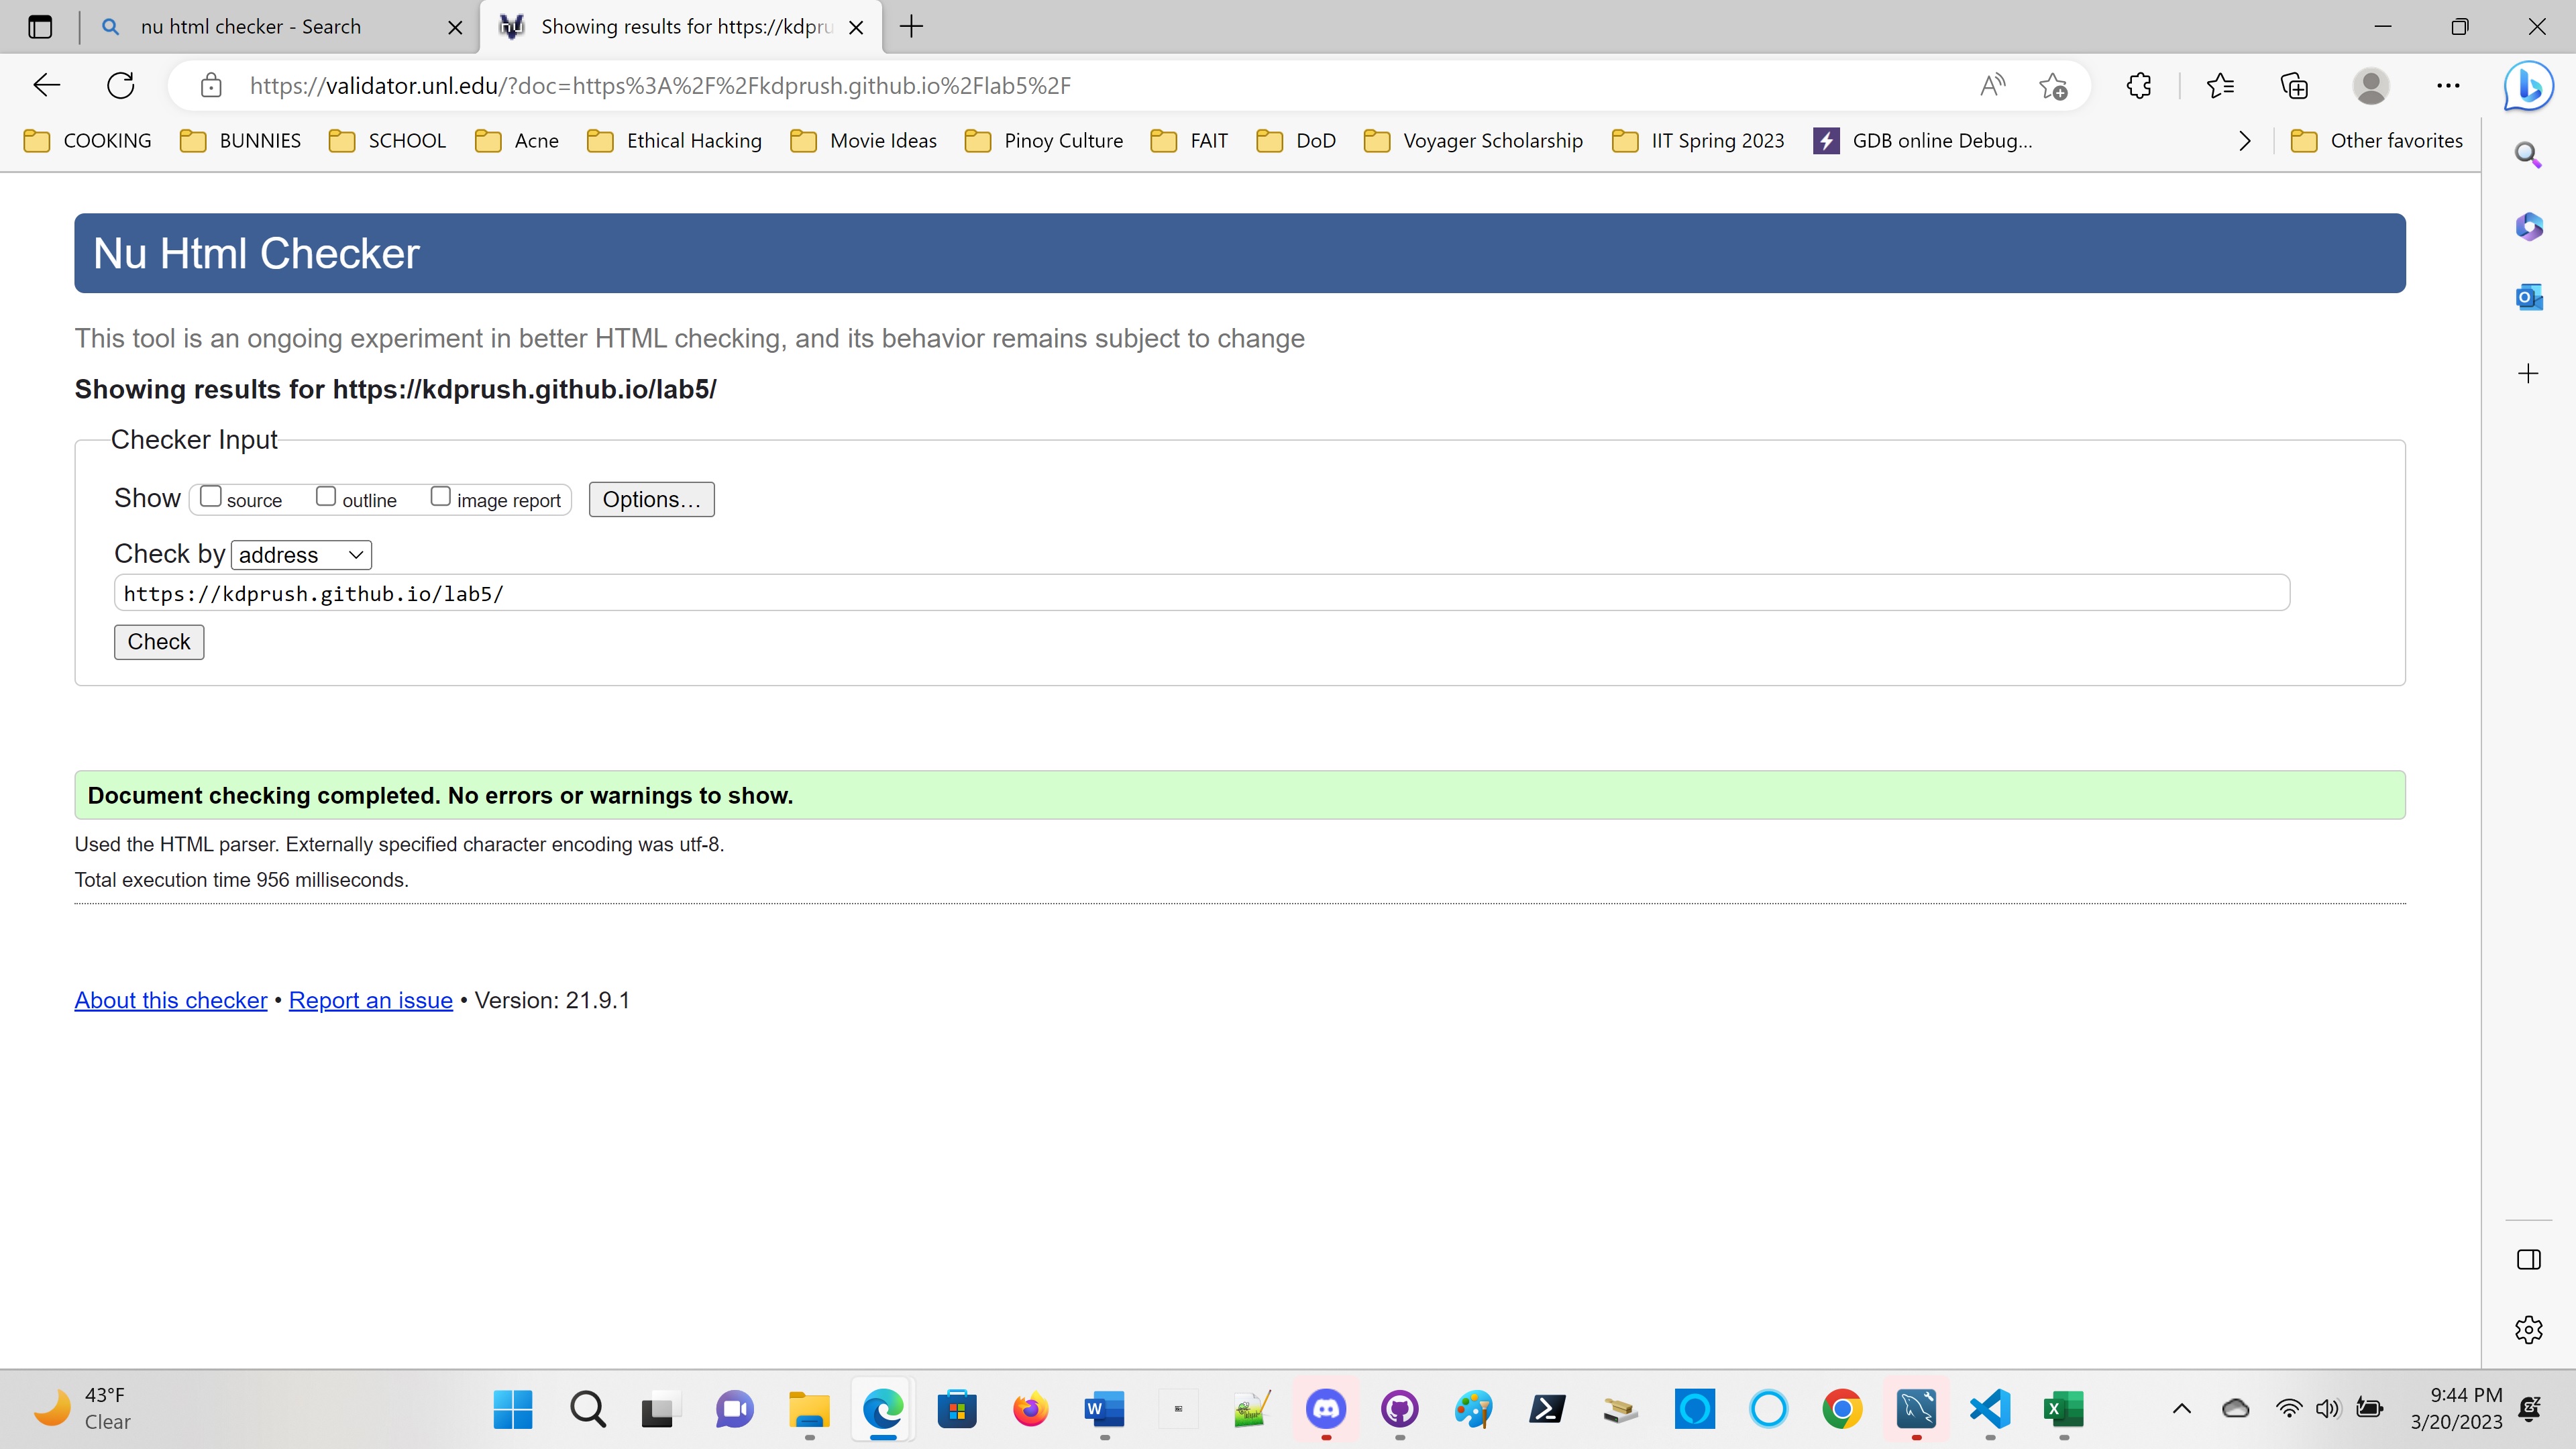 nu html checker - Search
Showing results for https://kdpru
https://validator.unl.edu/?doc=https%3A%2F%2Fkdprush.github.io%2Flab5%2F
COOKING BUNNIES SCHOOL Acne Ethical Hacking Movie Ideas Pinoy Culture FAIT DoD Voyager Scholarship IIT Spring 2023 GDB online Debug... Other favorites
Nu Html Checker
This tool is an ongoing experiment in better HTML checking, and its behavior remains subject to change
Showing results for https://kdprush.github.io/lab5/
Checker Input
Show source outline image report Options...
Check by address
https://kdprush.github.io/lab5/
Check
Document checking completed. No errors or warnings to show.
Used the HTML parser. Externally specified character encoding was utf-8.
Total execution time 956 milliseconds.
About this checker • Report an issue • Version: 21.9.1
43°F
Clear
9:44 PM
3/20/2023